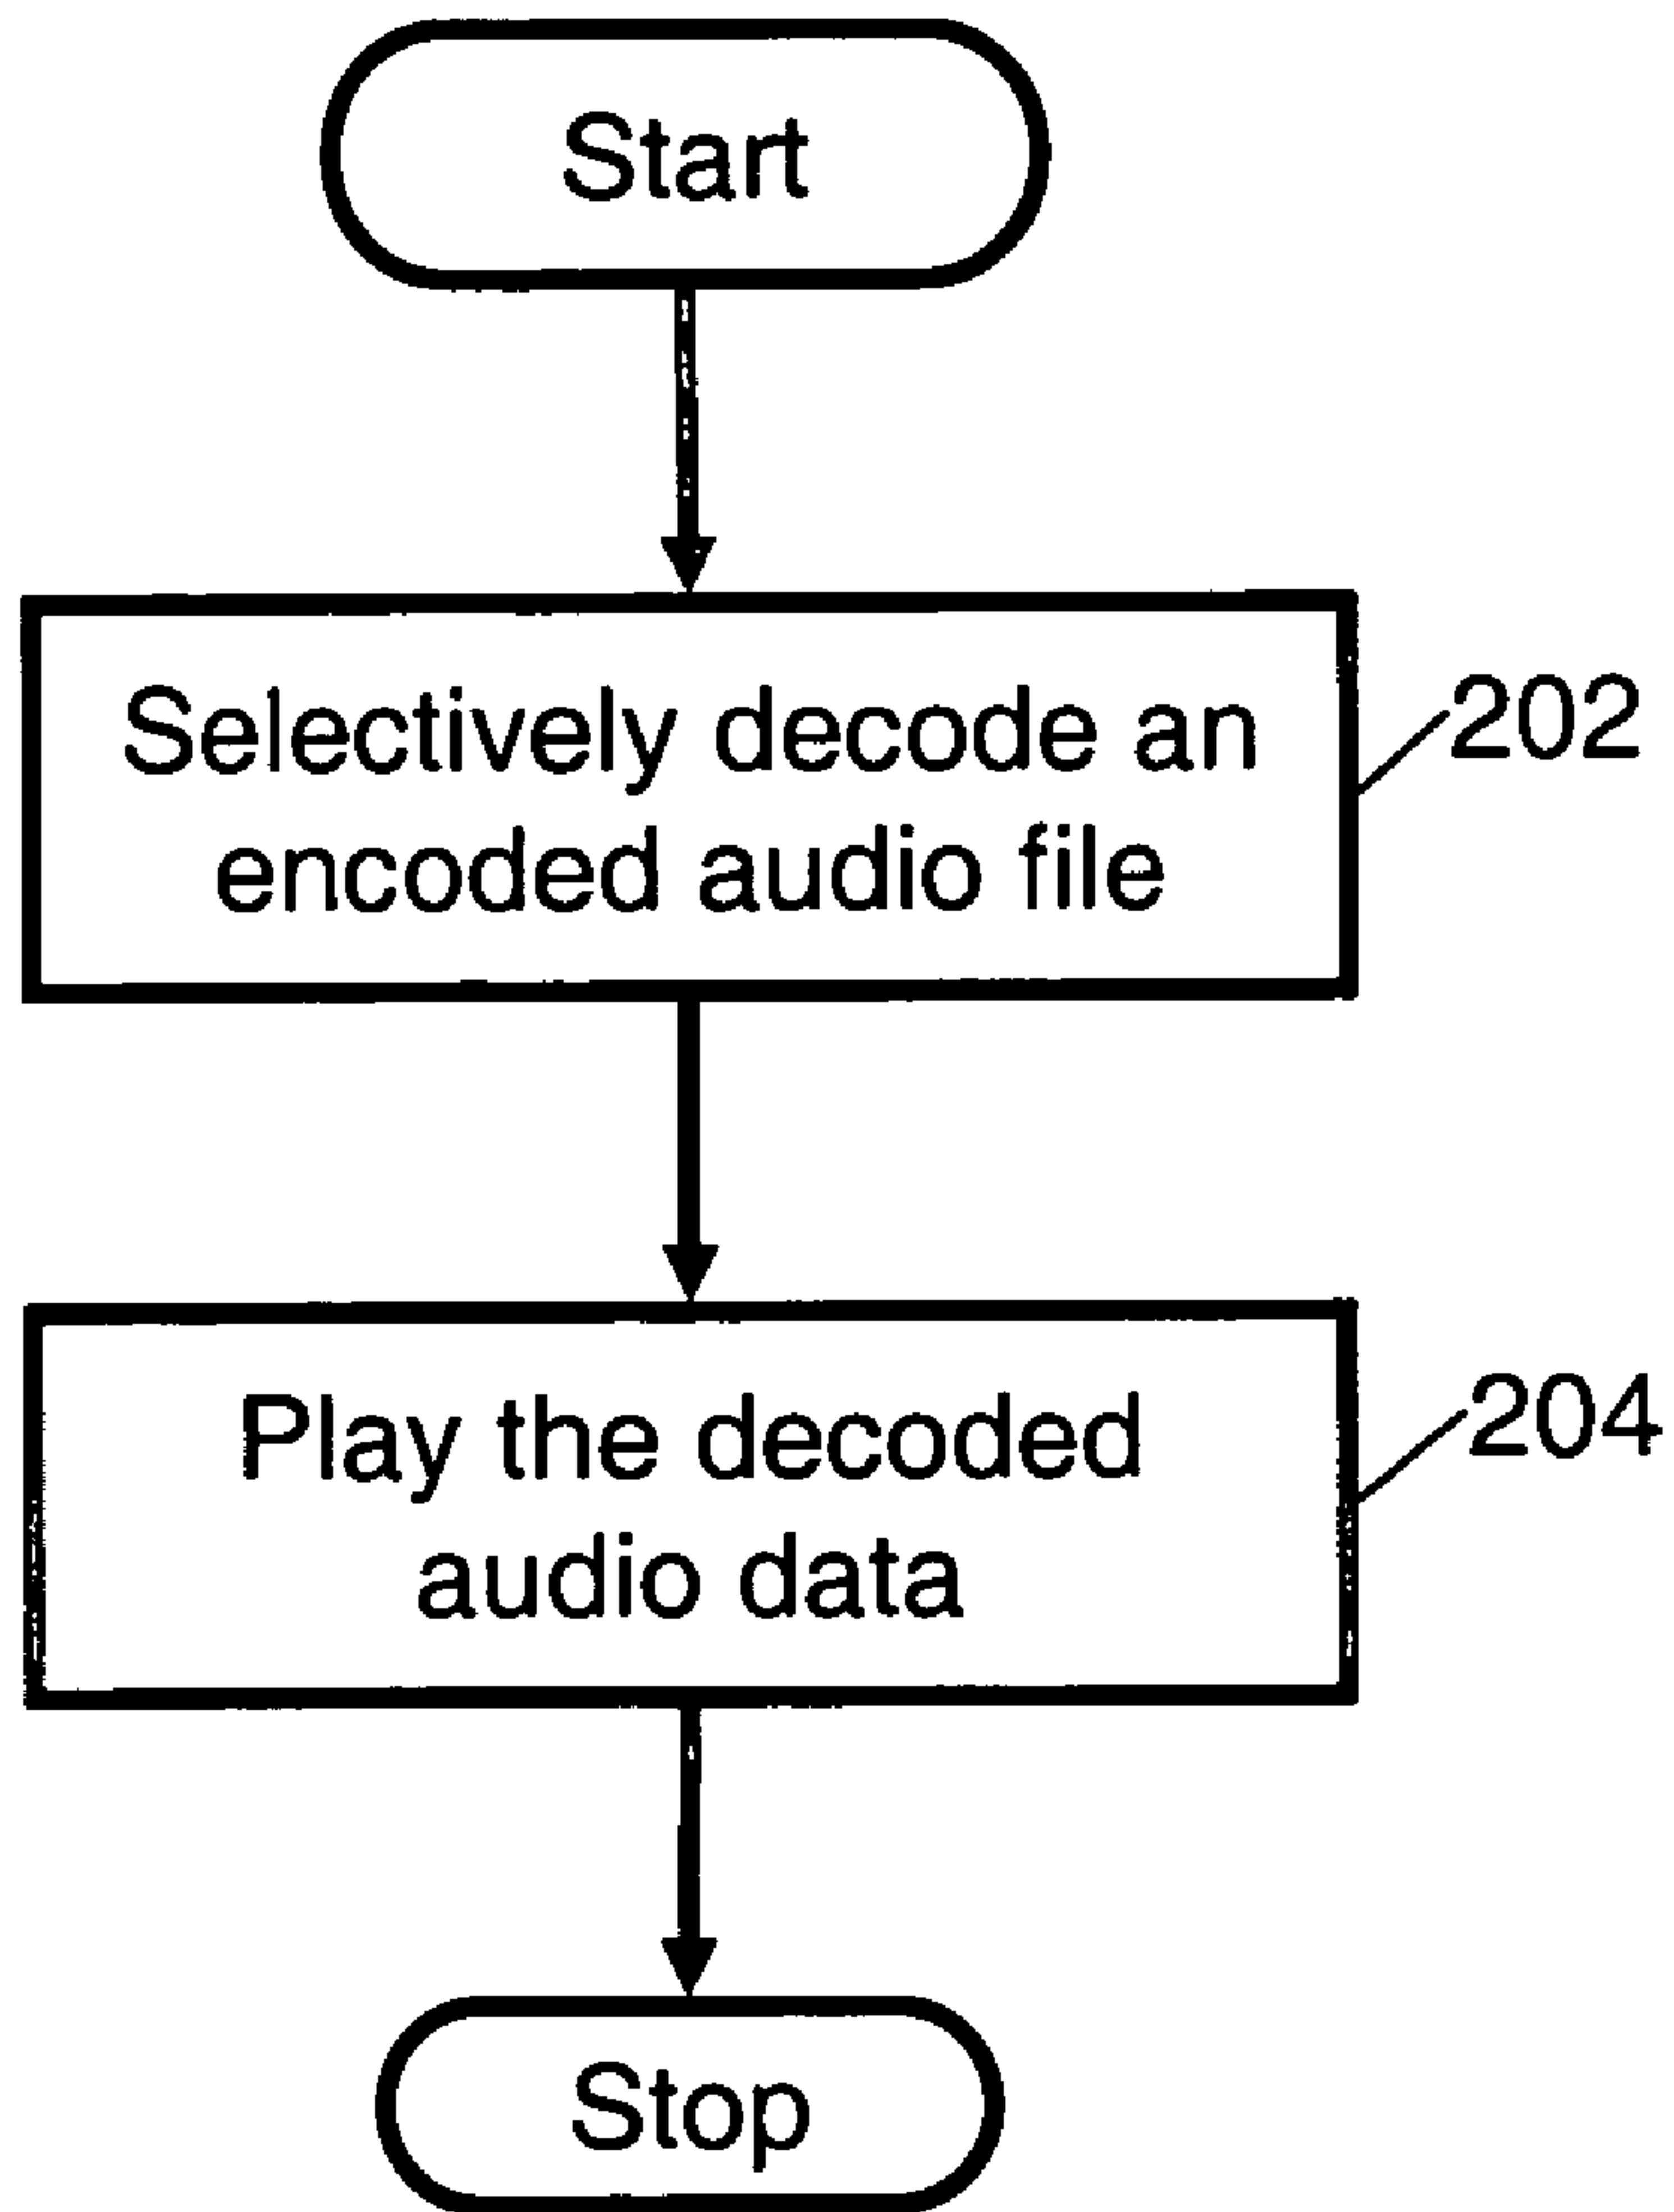 Start
Selectively decode an
encoded audio file
202
Play the decoded
audio data
204
Stop